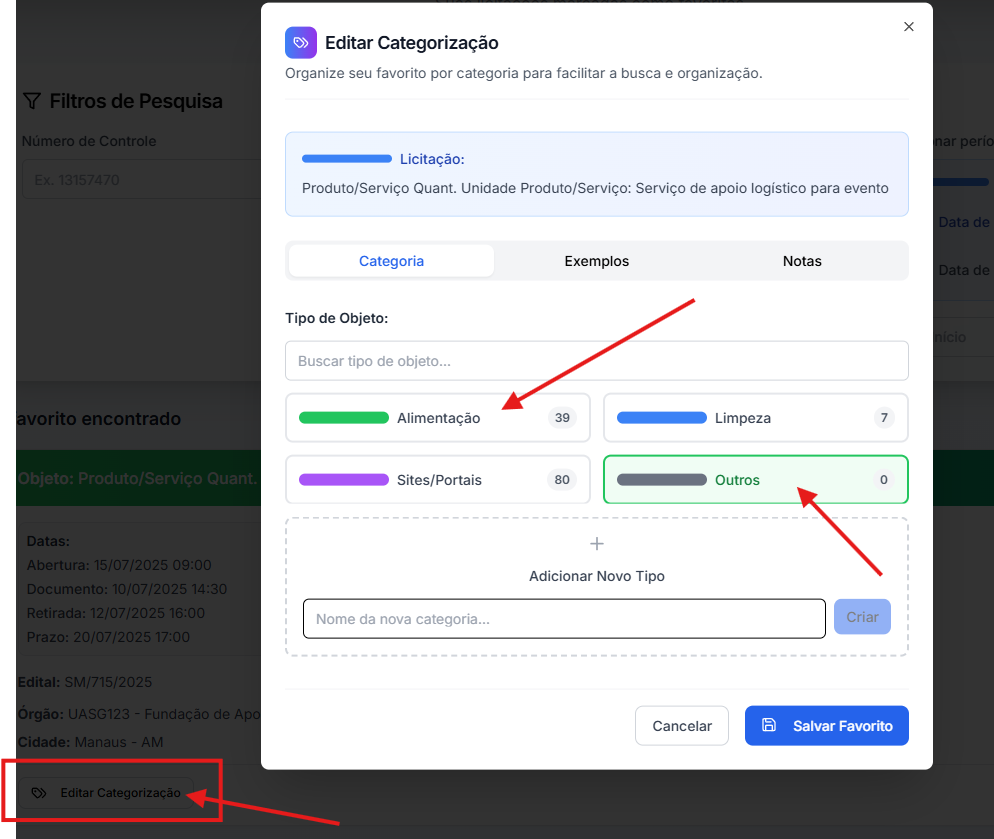 Editar Categorização
Organize seu favorito por categoria para facilitar a busca e organização.
Filtros de Pesquisa
Número de Controle
Ex. 13157470
Licitação:
Produto/Serviço Quant. Unidade Produto/Serviço: Serviço de apoio logístico para evento
Categoria
Exemplos
Notas
Tipo de Objeto:
Buscar tipo de objeto...
Alimentação 39
Limpeza 7
Sites/Portais 80
Outros 0
Adicionar Novo Tipo
Nome da nova categoria...
Criar
Cancelar
Salvar Favorito
nar perío
Data de
Data de
nício
avorito encontrado
Objeto: Produto/Serviço Quant.
Datas:
Abertura: 15/07/2025 09:00
Documento: 10/07/2025 14:30
Retirada: 12/07/2025 16:00
Prazo: 20/07/2025 17:00
Edital: SM/715/2025
Órgão: UASG123 - Fundação de Apo
Cidade: Manaus - AM
Editar Categorização